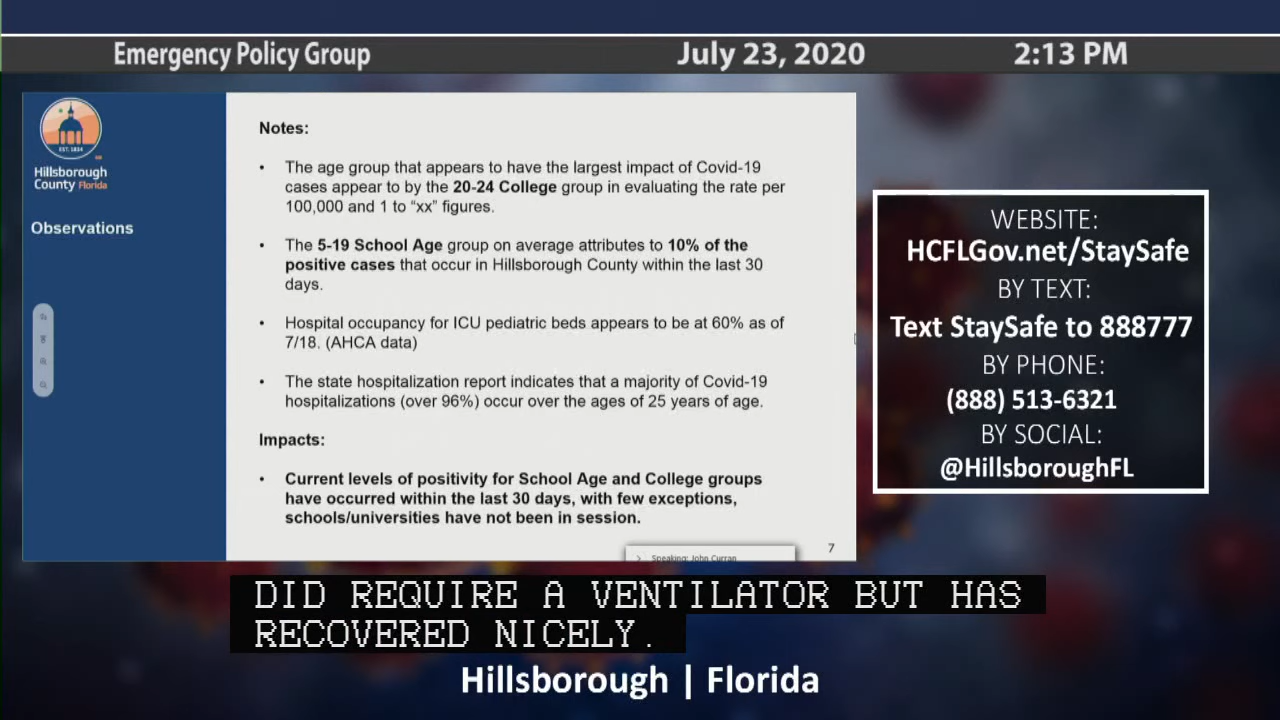 Emergency Policy Group
July 23, 2020
2:13 PM
EST. 1834
Hillsborough
County Florida
Observations
Notes:
• The age group that appears to have the largest impact of Covid-19
cases appear to by the 20-24 College group in evaluating the rate per
100,000 and 1 to “xx” figures.
• The 5-19 School Age group on average attributes to 10% of the
positive cases that occur in Hillsborough County within the last 30
days.
• Hospital occupancy for ICU pediatric beds appears to be at 60% as of
7/18. (AHCA data)
• The state hospitalization report indicates that a majority of Covid-19
hospitalizations (over 96%) occur over the ages of 25 years of age.
Impacts:
• Current levels of positivity for School Age and College groups
have occurred within the last 30 days, with few exceptions,
schools/universities have not been in session.
Speaking: John Curran
7
WEBSITE:
HCFLGov.net/StaySafe
BY TEXT:
Text StaySafe to 888777
BY PHONE:
(888) 513-6321
BY SOCIAL:
@HillsboroughFL
DID REQUIRE A VENTILATOR BUT HAS
RECOVERED NICELY.
Hillsborough | Florida